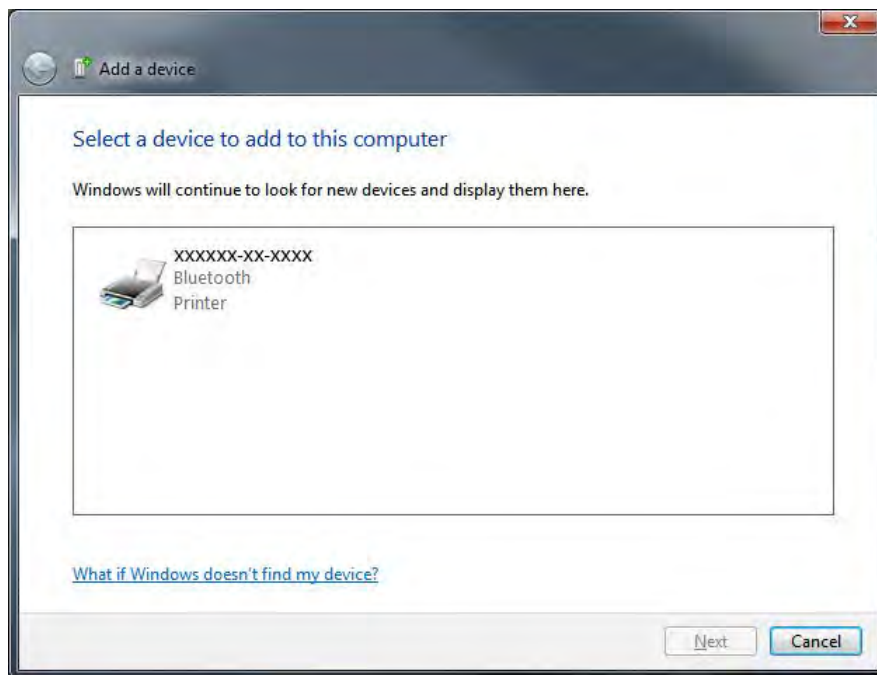 Add a device
Select a device to add to this computer
Windows will continue to look for new devices and display them here.
XXXXXX-XX-XXXX
Bluetooth
Printer
What if Windows doesn't find my device?
Next
Cancel